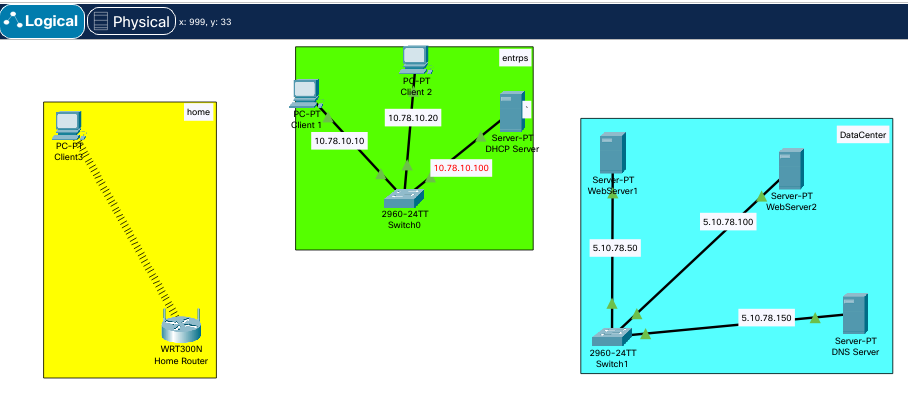 Logical
Physical
x: 999, y: 33
home
PC-PT
Client3
WRT300N
Home Router
entrps
PC-PT
Client 2
PC-PT
Client 1
10.78.10.20
10.78.10.10
Server-PT
DHCP Server
10.78,10.100
2960-24TT
Switch0
DataCenter
Server-PT
WebServer1
Server-PT
WebServer2
5.10.78.100
5.10.78.50
5.10.78.150
Server-PT
DNS Server
2960-24TT
Switch1